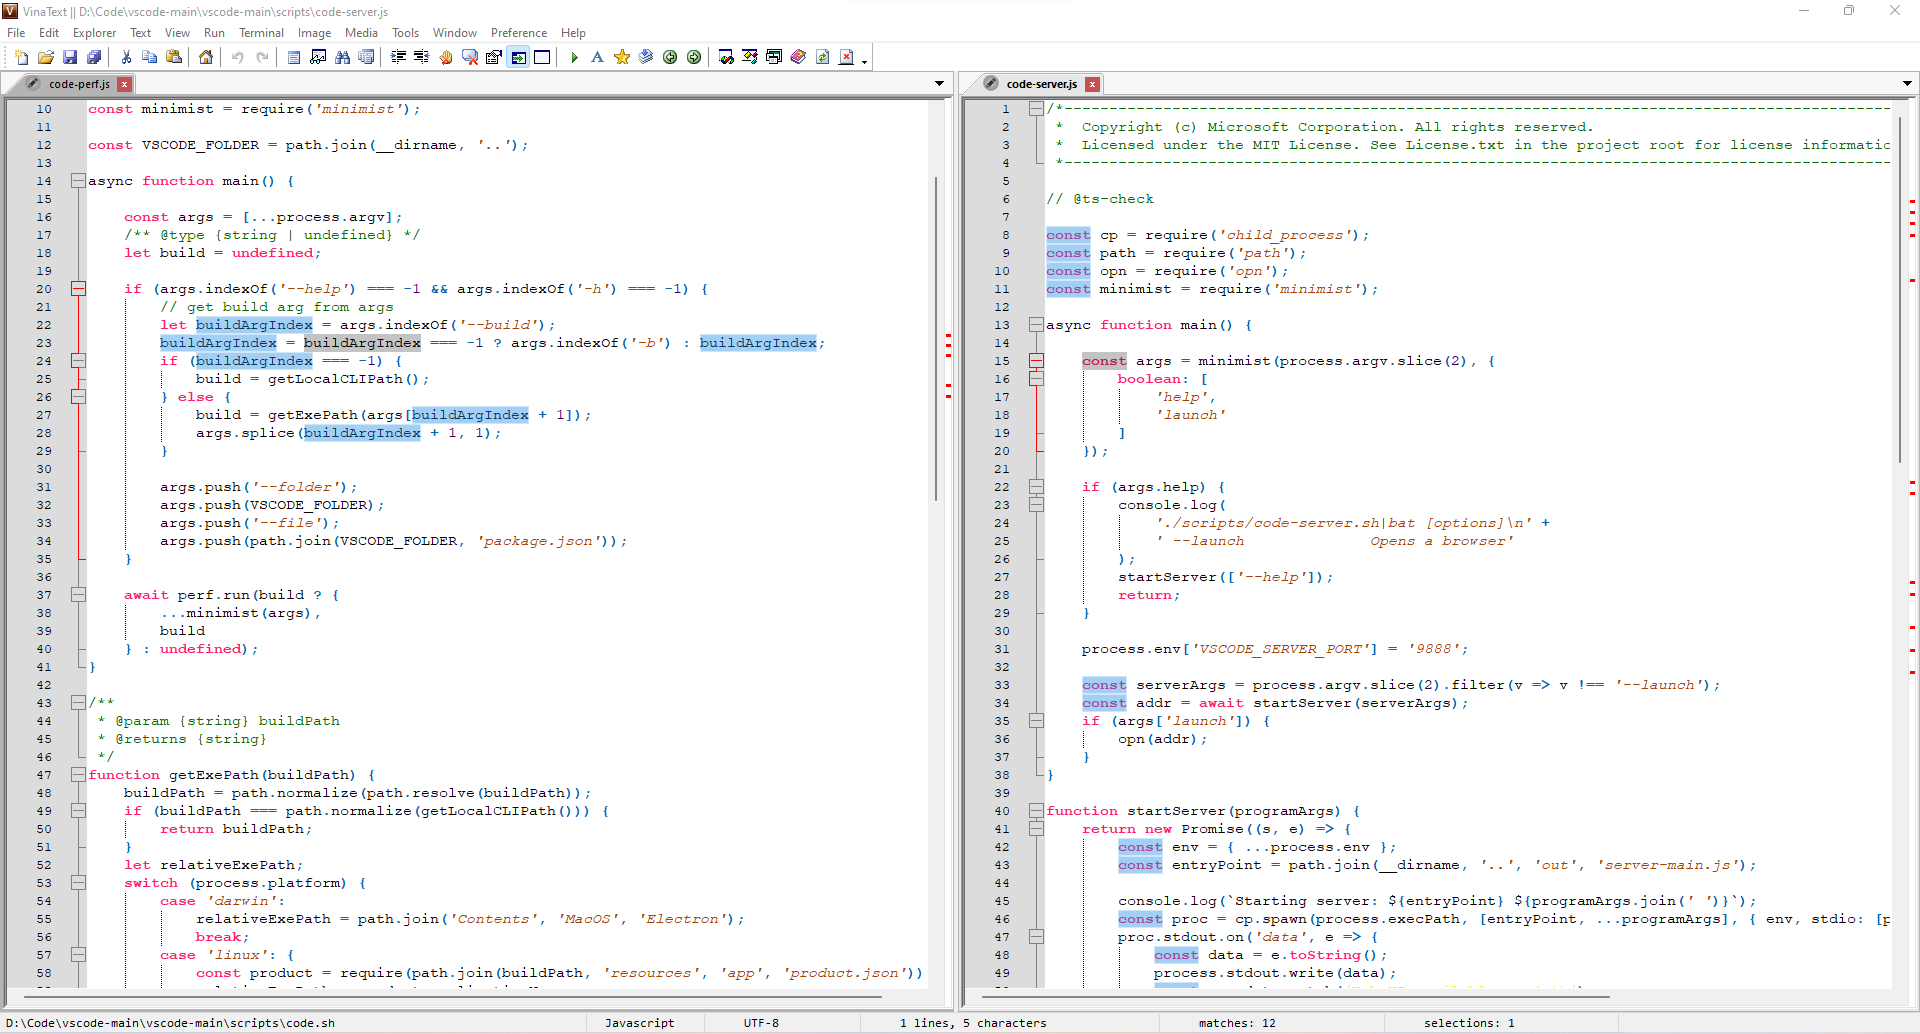 VinaText || D:\Code\vscode-main\vscode-main\scripts\code-server.js
File Edit Explorer Text View Run Terminal Image Media Tools Window Preference Help
code-perf.js
10 const minimist = require('minimist');
11
12 const VSCODE_FOLDER = path.join(__dirname, '..');
13
14 async function main() {
15
16 const args = [...process.argv];
17 /** @type {string | undefined} */
18 let build = undefined;
19
20 if (args.indexOf('--help') === -1 && args.indexOf('-h') === -1) {
21 // get build arg from args
22 let buildArgIndex = args.indexOf('--build');
23 buildArgIndex = buildArgIndex === -1 ? args.indexOf('-b') : buildArgIndex;
24 if (buildArgIndex === -1) {
25 build = getLocalCLIPath();
26 } else {
27 build = getExePath(args[buildArgIndex + 1]);
28 args.splice(buildArgIndex + 1, 1);
29 }
30
31 args.push('--folder');
32 args.push(VSCODE_FOLDER);
33 args.push('--file');
34 args.push(path.join(VSCODE_FOLDER, 'package.json'));
35 }
36
37 await perf.run(build ? {
38 ...minimist(args),
39 build
40 } : undefined);
41 }
42
43 /**
44 * @param {string} buildPath
45 * @returns {string}
46 */
47 function getExePath(buildPath) {
48 buildPath = path.normalize(path.resolve(buildPath));
49 if (buildPath === path.normalize(getLocalCLIPath())) {
50 return buildPath;
51 }
52 let relativeExePath;
53 switch (process.platform) {
54 case 'darwin':
55 relativeExePath = path.join('Contents', 'MacOS', 'Electron');
56 break;
57 case 'linux': {
58 const product = require(path.join(buildPath, 'resources', 'app', 'product.json'))
code-server.js
1 /*--------------------------------------------------------------------------------------------
2 * Copyright (c) Microsoft Corporation. All rights reserved.
3 * Licensed under the MIT License. See License.txt in the project root for license informatic
4 *--------------------------------------------------------------------------------------------
5
6 // @ts-check
7
8 const cp = require('child_process');
9 const path = require('path');
10 const opn = require('opn');
11 const minimist = require('minimist');
12
13 async function main() {
14
15 const args = minimist(process.argv.slice(2), {
16 boolean: [
17 'help',
18 'launch'
19 ]
20 });
21
22 if (args.help) {
23 console.log(
24 './scripts/code-server.sh|bat [options]\n' +
25 ' --launch Opens a browser'
26 );
27 startServer(['--help']);
28 return;
29 }
30
31 process.env['VSCODE_SERVER_PORT'] = '9888';
32
33 const serverArgs = process.argv.slice(2).filter(v => v !== '--launch');
34 const addr = await startServer(serverArgs);
35 if (args['launch']) {
36 opn(addr);
37 }
38 }
39
40 function startServer(programArgs) {
41 return new Promise((s, e) => {
42 const env = { ...process.env };
43 const entryPoint = path.join(__dirname, '..', 'out', 'server-main.js');
44
45 console.log(`Starting server: ${entryPoint} ${programArgs.join(' ')}`);
46 const proc = cp.spawn(process.execPath, [entryPoint, ...programArgs], { env, stdio: [p
47 proc.stdout.on('data', e => {
48 const data = e.toString();
49 process.stdout.write(data);
D:\Code\vscode-main\vscode-main\scripts\code.sh Javascript UTF-8 1 lines, 5 characters matches: 12 selections: 1